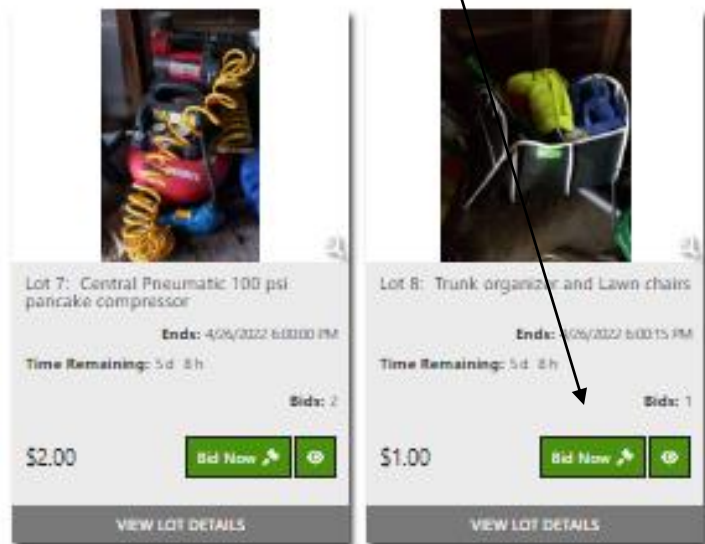 Lot 7: Central Pneumatic 100 psi
pancake compressor
Ends: 4/26/2022 6:00:00 PM
Time Remaining: 5d 8h
Bids: 2
$2.00
Bid Now
VIEW LOT DETAILS
Lot 8: Trunk organizer and Lawn chairs
Ends: 4/26/2022 6:00:15 PM
Time Remaining: 5d 8h
Bids: 1
$1.00
Bid Now
VIEW LOT DETAILS